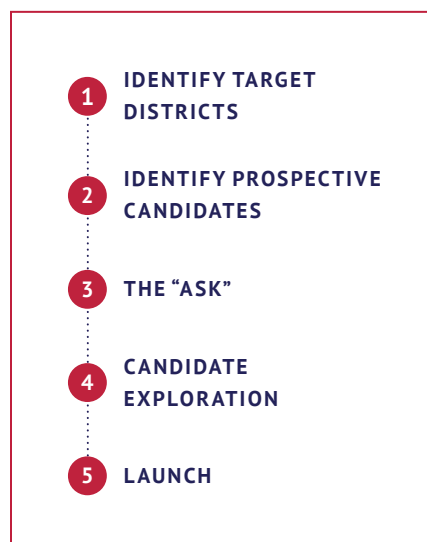 1 IDENTIFY TARGET
DISTRICTS
2 IDENTIFY PROSPECTIVE
CANDIDATES
3 THE “ASK”
4 CANDIDATE
EXPLORATION
5 LAUNCH